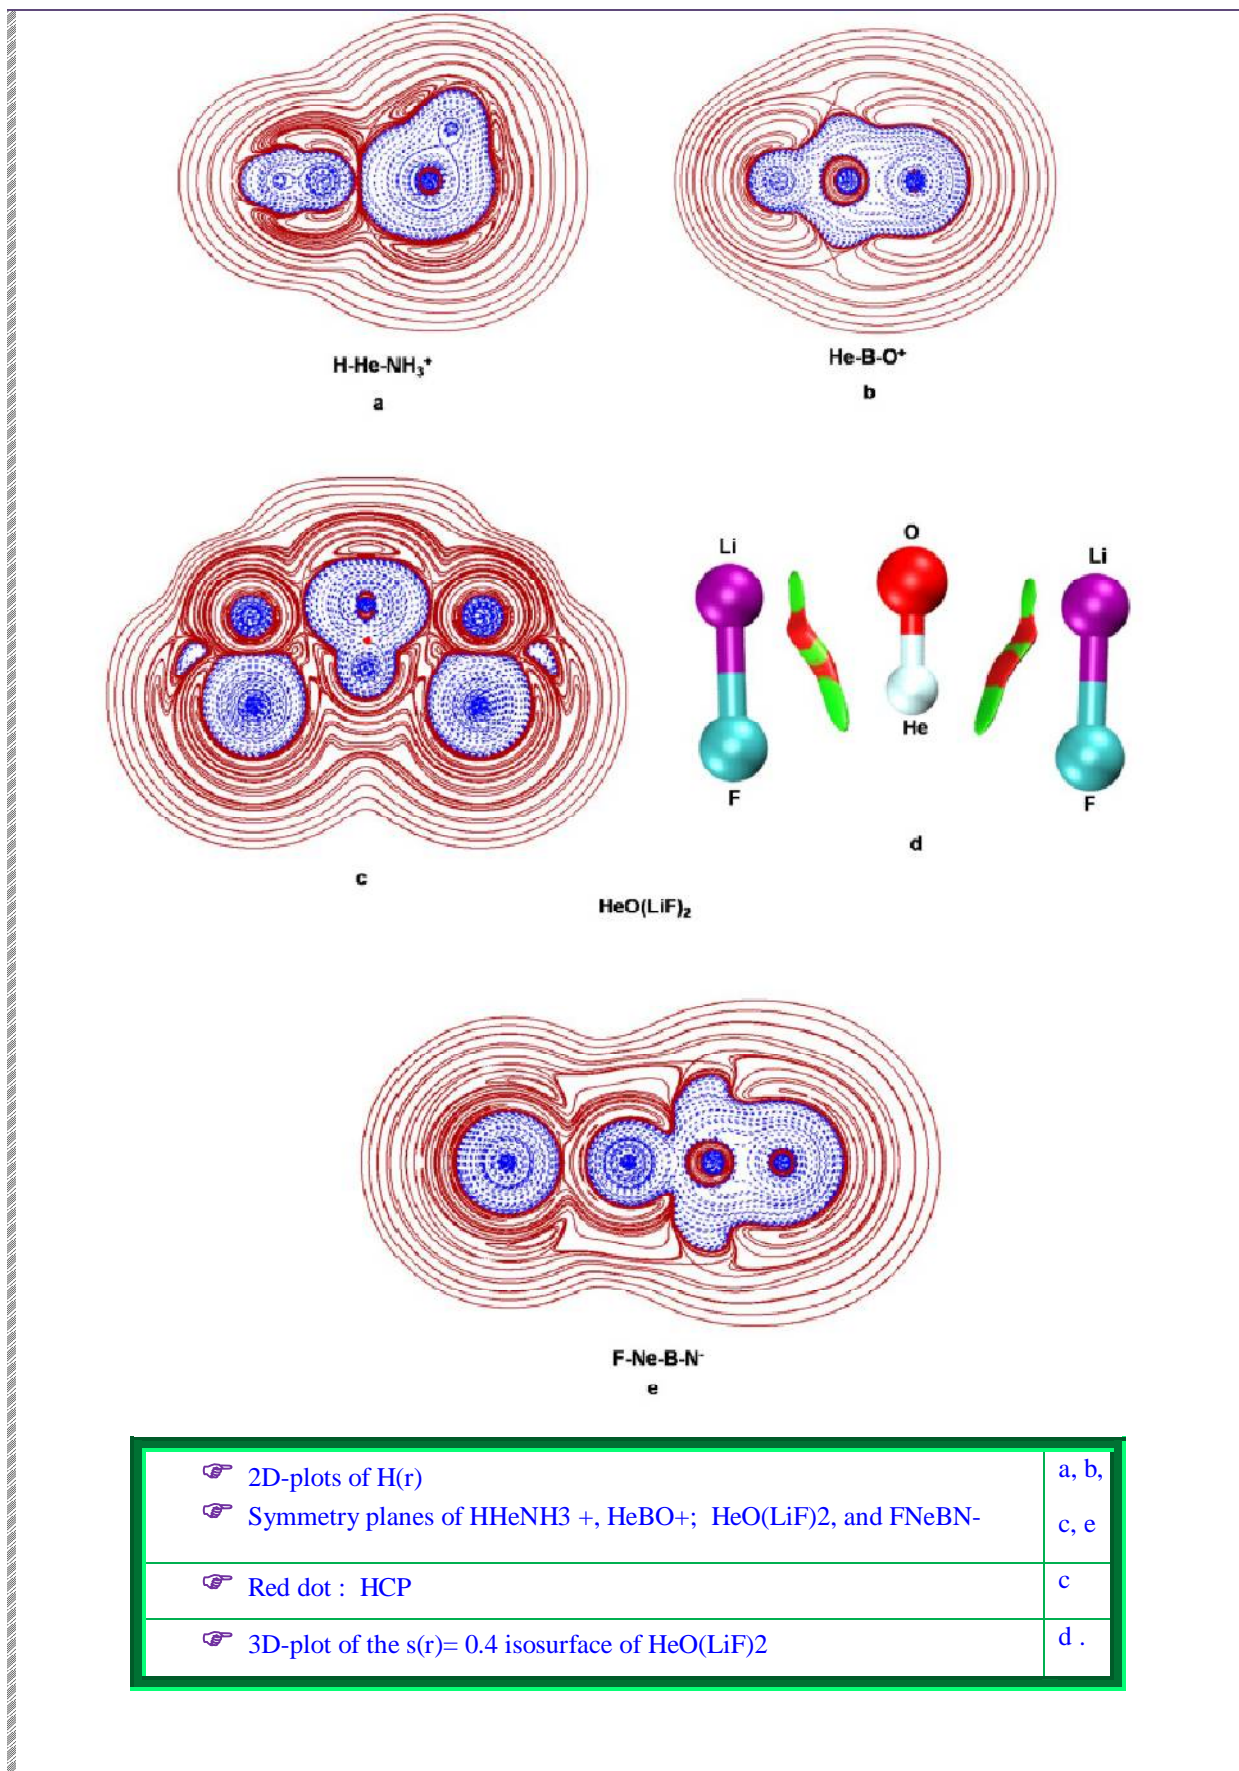 H-He-NH₃⁺
a
He-B-O⁺
b
Li
O
Li
He
F
F
c
d
HeO(LiF)₂
F-Ne-B-N⁻
e
2D-plots of H(r)
Symmetry planes of HHeNH3 +, HeBO+; HeO(LiF)2, and FNeBN-
a, b,
c, e
Red dot : HCP
c
3D-plot of the s(r)= 0.4 isosurface of HeO(LiF)2
d .